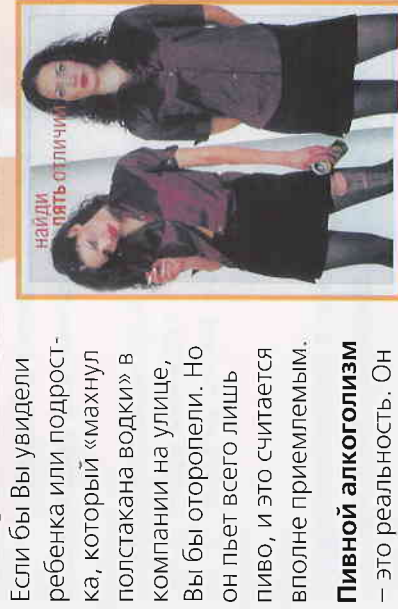 Если бы Вы увидели
ребенка или подрост-
ка, который «махнул
полстакана водки» в
компании на улице,
Вы бы оторопели. Но
он пьет всего лишь
пиво, и это считается
вполне приемлемым.
Пивной алкоголизм
– это реальность. Он
найди
пять отличий